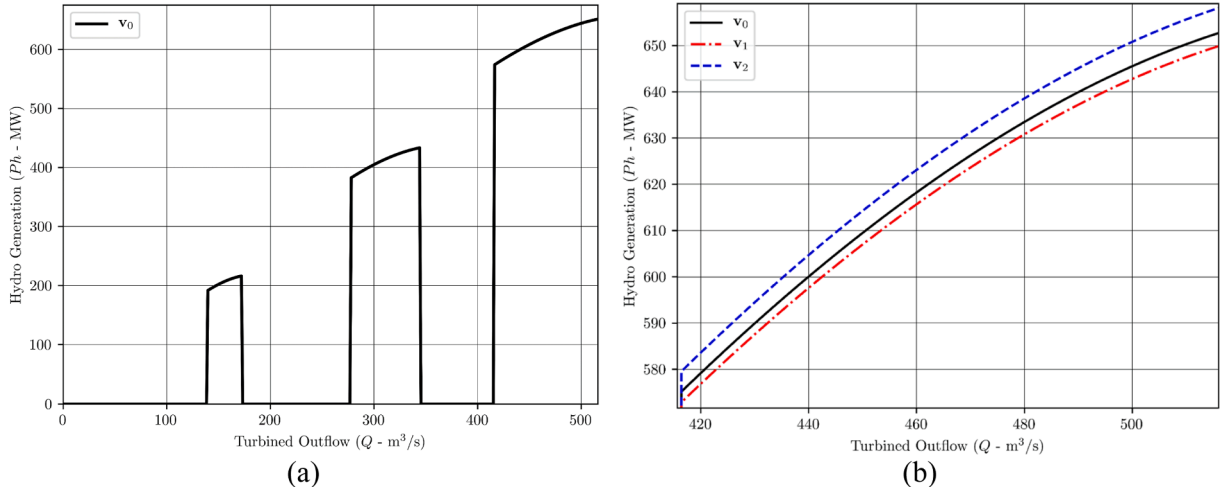 v₀
Hydro Generation (Ph - MW)
600
500
400
300
200
100
0
0 100 200 300 400 500
Turbined Outflow (Q - m³/s)
(a)
v₀
v₁
v₂
Hydro Generation (Ph - MW)
650
640
630
620
610
600
590
580
420 440 460 480 500
Turbined Outflow (Q - m³/s)
(b)